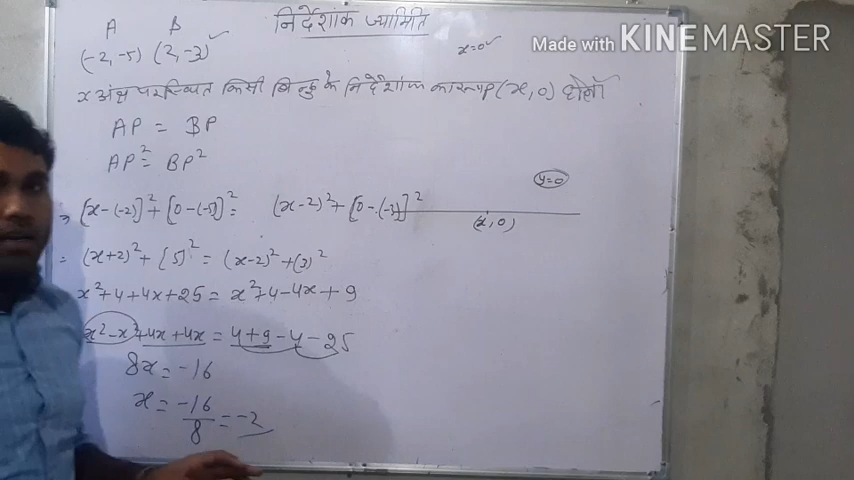 निर्देशांक ज्यामिति
A B
(-2,-5) (2,-3)
x=0
Made with KINEMASTER
x अक्ष पर स्थित किसी बिन्दु के निर्देशांक का रूप P(x,0) होगा
AP = BP
AP² = BP²
y=0
[x-(-2)]²+[0-(-5)]² = (x-2)²+[0-(-3)]²
(x,0)
= (x+2)²+[5]² = (x-2)²+(3)²
x²+4+4x+25 = x²+4-4x+9
x²-x²+4x+4x = 4+9-4-25
8x = -16
x = -16/8 = -2